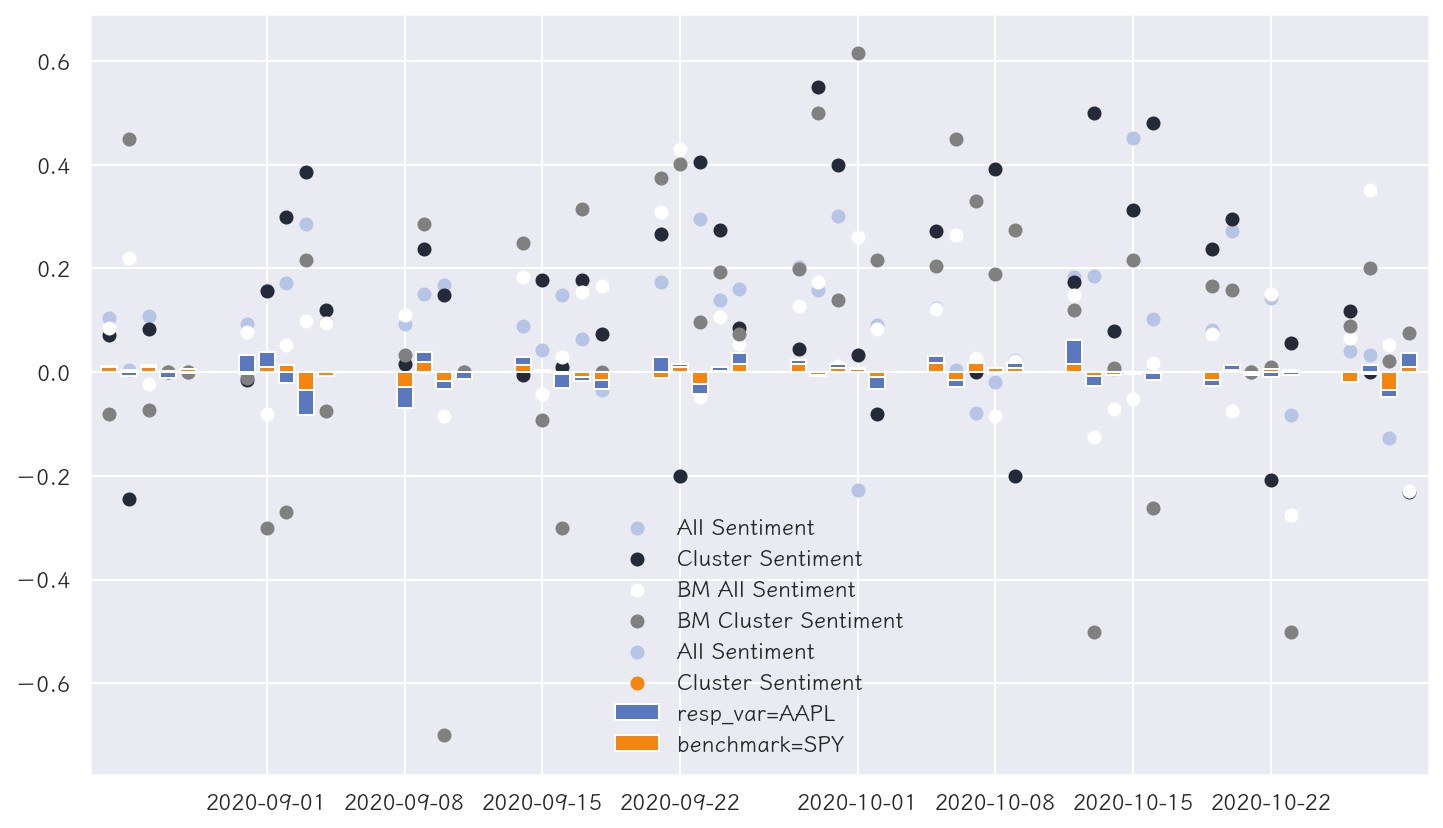 0.6
0.4
0.2
0.0
−0.2
−0.4
−0.6
All Sentiment
Cluster Sentiment
BM All Sentiment
BM Cluster Sentiment
All Sentiment
Cluster Sentiment
resp_var=AAPL
benchmark=SPY
2020-09-01 2020-09-08 2020-09-15 2020-09-22 2020-10-01 2020-10-08 2020-10-15 2020-10-22